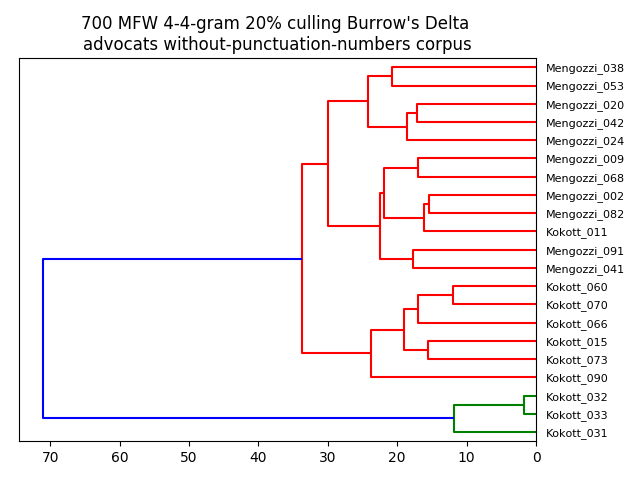 700 MFW 4-4-gram 20% culling Burrow's Delta
advocats without-punctuation-numbers corpus
Mengozzi_038
Mengozzi_053
Mengozzi_020
Mengozzi_042
Mengozzi_024
Mengozzi_009
Mengozzi_068
Mengozzi_002
Mengozzi_082
Kokott_011
Mengozzi_091
Mengozzi_041
Kokott_060
Kokott_070
Kokott_066
Kokott_015
Kokott_073
Kokott_090
Kokott_032
Kokott_033
Kokott_031
70 60 50 40 30 20 10 0